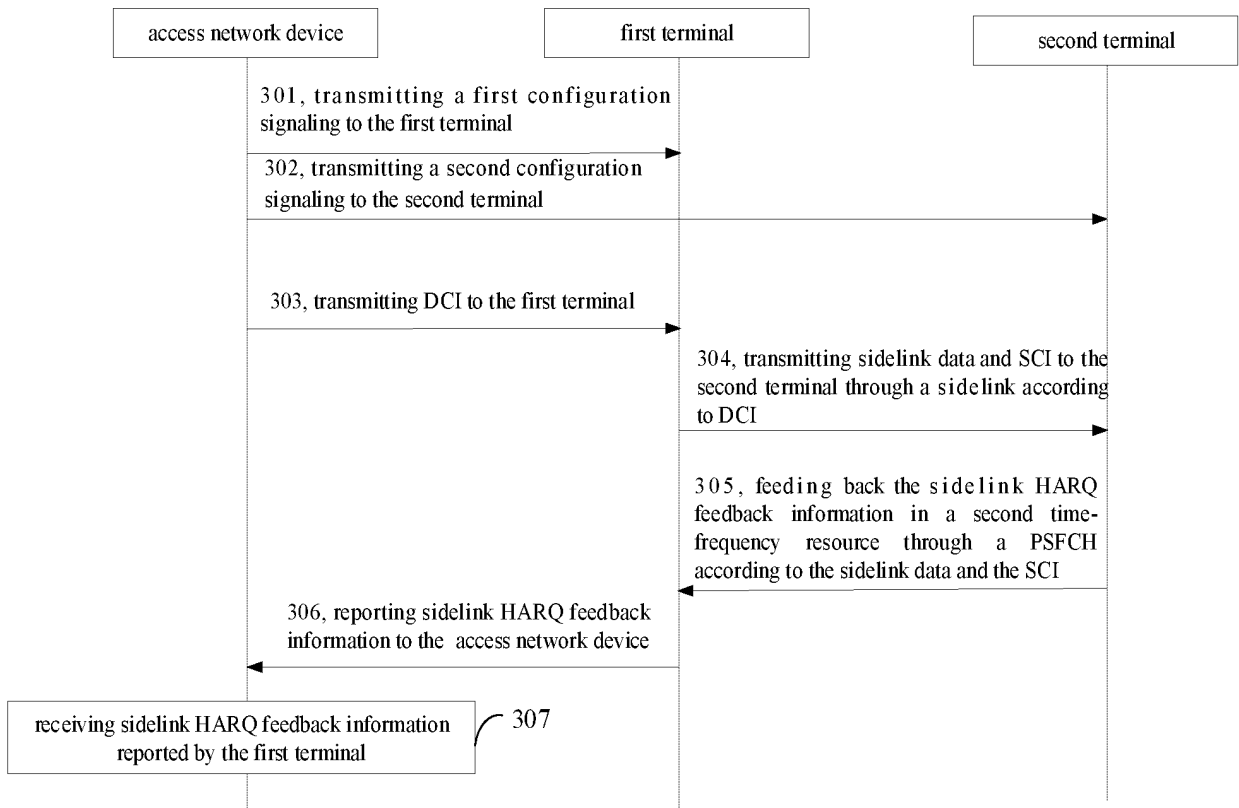 access network device
first terminal
second terminal
301, transmitting a first configuration
signaling to the first terminal
302, transmitting a second configuration
signaling to the second terminal
303, transmitting DCI to the first terminal
304, transmitting sidelink data and SCI to the
second terminal through a sidelink according
to DCI
305, feeding back the sidelink HARQ
feedback information in a second time-
frequency resource through a PSFCH
according to the sidelink data and the SCI
306, reporting sidelink HARQ feedback
information to the access network device
receiving sidelink HARQ feedback information
reported by the first terminal
307